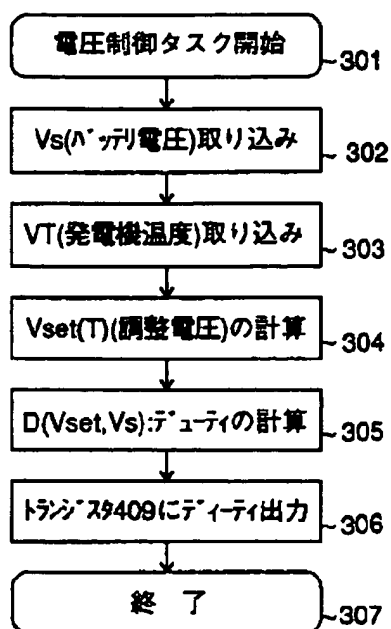 電圧制御タスク開始
301
Vs(ﾊﾞｯﾃﾘ電圧)取り込み
302
VT(発電機温度)取り込み
303
Vset(T)(調整電圧)の計算
304
D(Vset,Vs):ﾃﾞｭｰﾃｨの計算
305
ﾄﾗﾝｼﾞｽﾀ409にﾃﾞｨｰﾃｨ出力
306
終 了
307